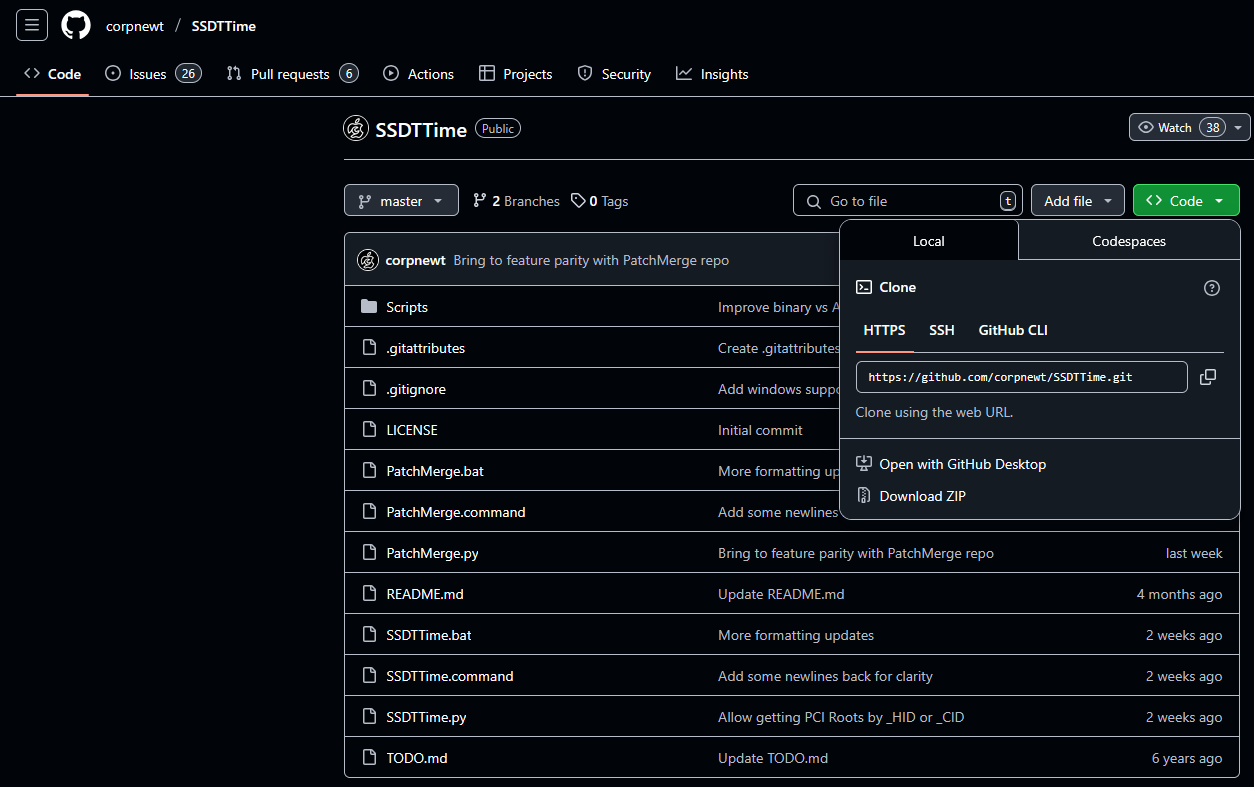 corpnewt / SSDTTime
Code Issues 26 Pull requests 6 Actions Projects Security Insights
SSDTTime Public
Watch 38
master 2 Branches 0 Tags Go to file t Add file Code
Local Codespaces
corpnewt Bring to feature parity with PatchMerge repo
Clone
Scripts Improve binary vs A
HTTPS SSH GitHub CLI
.gitattributes Create .gitattributes
https://github.com/corpnewt/SSDTTime.git
.gitignore Add windows suppo
Clone using the web URL.
LICENSE Initial commit
Open with GitHub Desktop
PatchMerge.bat More formatting up
Download ZIP
PatchMerge.command Add some newlines
PatchMerge.py Bring to feature parity with PatchMerge repo last week
README.md Update README.md 4 months ago
SSDTTime.bat More formatting updates 2 weeks ago
SSDTTime.command Add some newlines back for clarity 2 weeks ago
SSDTTime.py Allow getting PCI Roots by _HID or _CID 2 weeks ago
TODO.md Update TODO.md 6 years ago